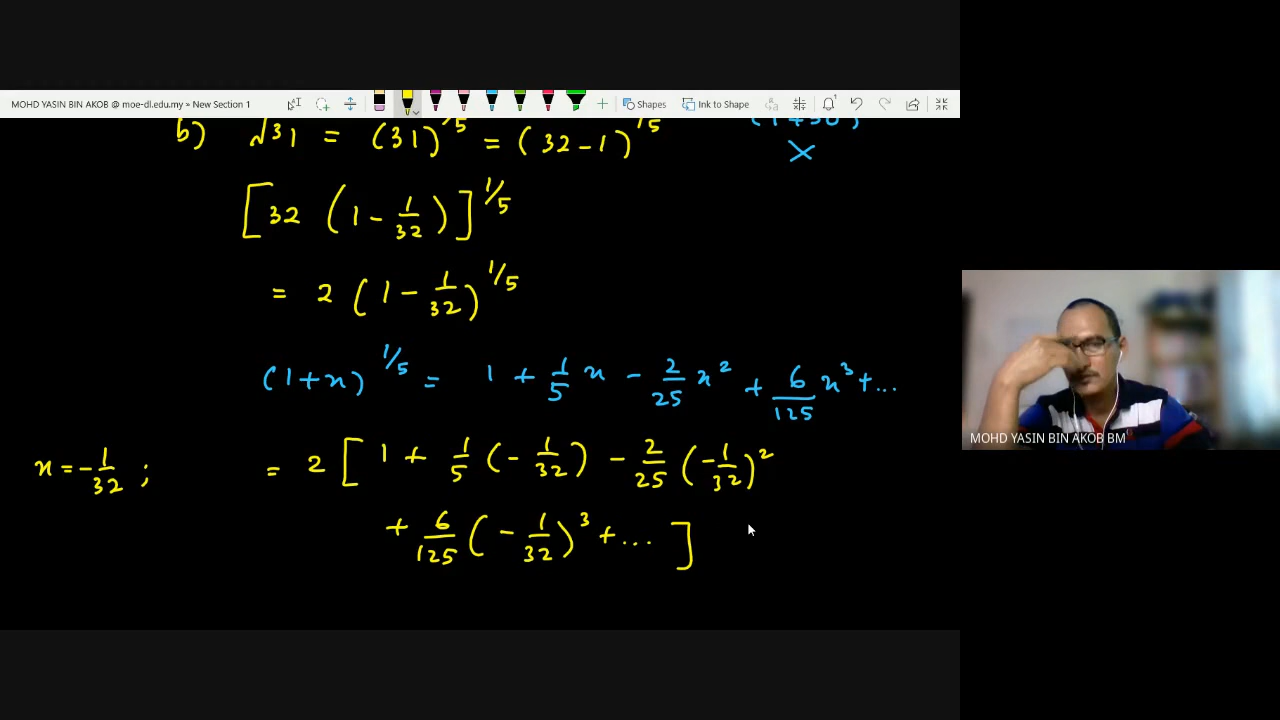 MOHD YASIN BIN AKOB @ moe-dl.edu.my » New Section 1
Shapes
Ink to Shape
b) √31 = (31)^1/5 = (32-1)^1/5
(1+30)
×
[32 (1 - 1/32)]^1/5
= 2 (1 - 1/32)^1/5
(1+x)^1/5 = 1 + 1/5 x - 2/25 x² + 6/125 x³ + ...
x = -1/32 ; = 2 [1 + 1/5 (-1/32) - 2/25 (-1/32)²
+ 6/125 (-1/32)³ + ... ]
MOHD YASIN BIN AKOB BM